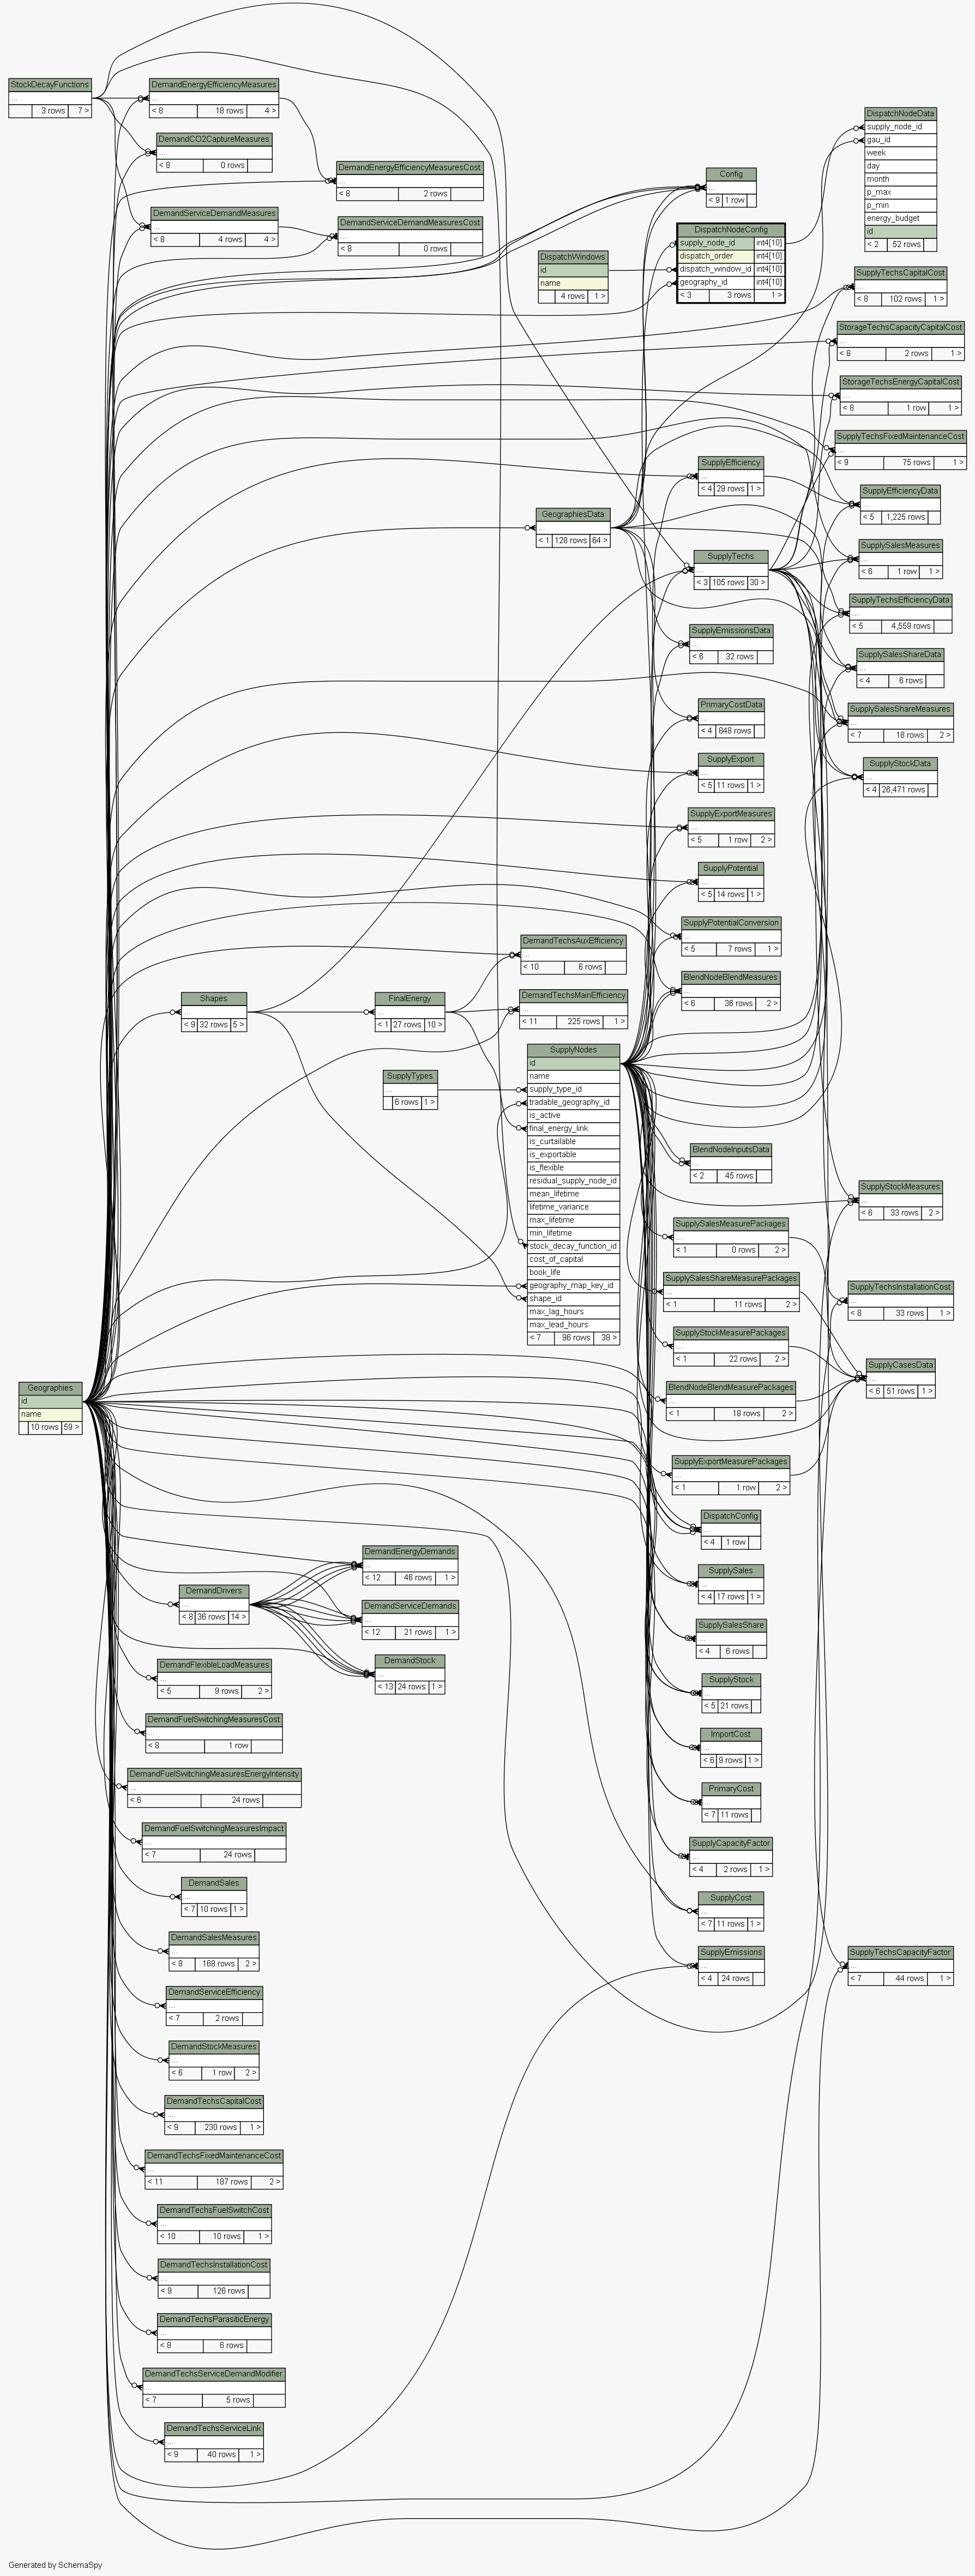 StockDecayFunctions
...
3 rows 7 >
DemandEnergyEfficiencyMeasures
...
< 8 18 rows 4 >
DemandCO2CaptureMeasures
...
< 8 0 rows
DemandEnergyEfficiencyMeasuresCost
...
< 8 2 rows
DemandServiceDemandMeasures
...
< 8 4 rows 4 >
DemandServiceDemandMeasuresCost
...
< 8 0 rows
Config
...
< 9 1 row
DispatchNodeData
supply_node_id
gau_id
week
day
month
p_max
p_min
energy_budget
id
< 2 52 rows
DispatchNodeConfig
supply_node_id int4[10]
dispatch_order int4[10]
dispatch_window_id int4[10]
geography_id int4[10]
< 3 3 rows 1 >
DispatchWindows
id
name
4 rows 1 >
SupplyTechsCapitalCost
...
< 8 102 rows 1 >
StorageTechsCapacityCapitalCost
...
< 8 2 rows 1 >
StorageTechsEnergyCapitalCost
...
< 8 1 row 1 >
SupplyTechsFixedMaintenanceCost
...
< 9 75 rows 1 >
SupplyEfficiency
...
< 4 29 rows 1 >
SupplyEfficiencyData
...
< 5 1,225 rows
GeographiesData
...
< 1 128 rows 64 >
SupplySalesMeasures
...
< 6 1 row 1 >
SupplyTechs
...
< 3 105 rows 30 >
SupplyTechsEfficiencyData
...
< 5 4,559 rows
SupplyEmissionsData
...
< 6 32 rows
SupplySalesShareData
...
< 4 6 rows
PrimaryCostData
...
< 4 848 rows
SupplySalesShareMeasures
...
< 7 18 rows 2 >
SupplyExport
...
< 5 11 rows 1 >
SupplyStockData
...
< 4 26,471 rows
SupplyExportMeasures
...
< 5 1 row 2 >
SupplyPotential
...
< 5 14 rows 1 >
SupplyPotentialConversion
...
< 5 7 rows 1 >
DemandTechsAuxEfficiency
...
< 10 6 rows
BlendNodeBlendMeasures
...
< 6 36 rows 2 >
Shapes
...
< 9 32 rows 5 >
FinalEnergy
...
< 1 27 rows 10 >
DemandTechsMainEfficiency
...
< 11 225 rows 1 >
SupplyTypes
...
6 rows 1 >
SupplyNodes
id
name
supply_type_id
tradable_geography_id
is_active
final_energy_link
is_curtailable
is_exportable
is_flexible
residual_supply_node_id
mean_lifetime
lifetime_variance
max_lifetime
min_lifetime
stock_decay_function_id
cost_of_capital
book_life
geography_map_key_id
shape_id
max_lag_hours
max_lead_hours
< 7 96 rows 38 >
BlendNodeInputsData
...
< 2 45 rows
SupplyStockMeasures
...
< 6 33 rows 2 >
SupplySalesMeasurePackages
...
< 1 0 rows 2 >
SupplySalesShareMeasurePackages
...
< 1 11 rows 2 >
SupplyTechsInstallationCost
...
< 8 33 rows 1 >
SupplyStockMeasurePackages
...
< 1 22 rows 2 >
SupplyCasesData
...
< 6 51 rows 1 >
BlendNodeBlendMeasurePackages
...
< 1 18 rows 2 >
Geographies
id
name
10 rows 59 >
SupplyExportMeasurePackages
...
< 1 1 row 2 >
DispatchConfig
...
< 4 1 row
DemandEnergyDemands
...
< 12 46 rows 1 >
SupplySales
...
< 4 17 rows 1 >
DemandDrivers
...
< 8 36 rows 14 >
DemandServiceDemands
...
< 12 21 rows 1 >
SupplySalesShare
...
< 4 6 rows
DemandStock
...
< 13 24 rows 1 >
DemandFlexibleLoadMeasures
...
< 5 9 rows 2 >
SupplyStock
...
< 5 21 rows
DemandFuelSwitchingMeasuresCost
...
< 8 1 row
ImportCost
...
< 6 9 rows 1 >
DemandFuelSwitchingMeasuresEnergyIntensity
...
< 6 24 rows
PrimaryCost
...
< 7 11 rows
DemandFuelSwitchingMeasuresImpact
...
< 7 24 rows
SupplyCapacityFactor
...
< 4 2 rows 1 >
DemandSales
...
< 7 10 rows 1 >
SupplyCost
...
< 7 11 rows 1 >
DemandSalesMeasures
...
< 8 168 rows 2 >
SupplyEmissions
...
< 4 24 rows
SupplyTechsCapacityFactor
...
< 7 44 rows 1 >
DemandServiceEfficiency
...
< 7 2 rows
DemandStockMeasures
...
< 6 1 row 2 >
DemandTechsCapitalCost
...
< 9 230 rows 1 >
DemandTechsFixedMaintenanceCost
...
< 11 187 rows 2 >
DemandTechsFuelSwitchCost
...
< 10 10 rows 1 >
DemandTechsInstallationCost
...
< 9 126 rows
DemandTechsParasiticEnergy
...
< 8 6 rows
DemandTechsServiceDemandModifier
...
< 7 5 rows
DemandTechsServiceLink
...
< 9 40 rows 1 >
Generated by SchemaSpy